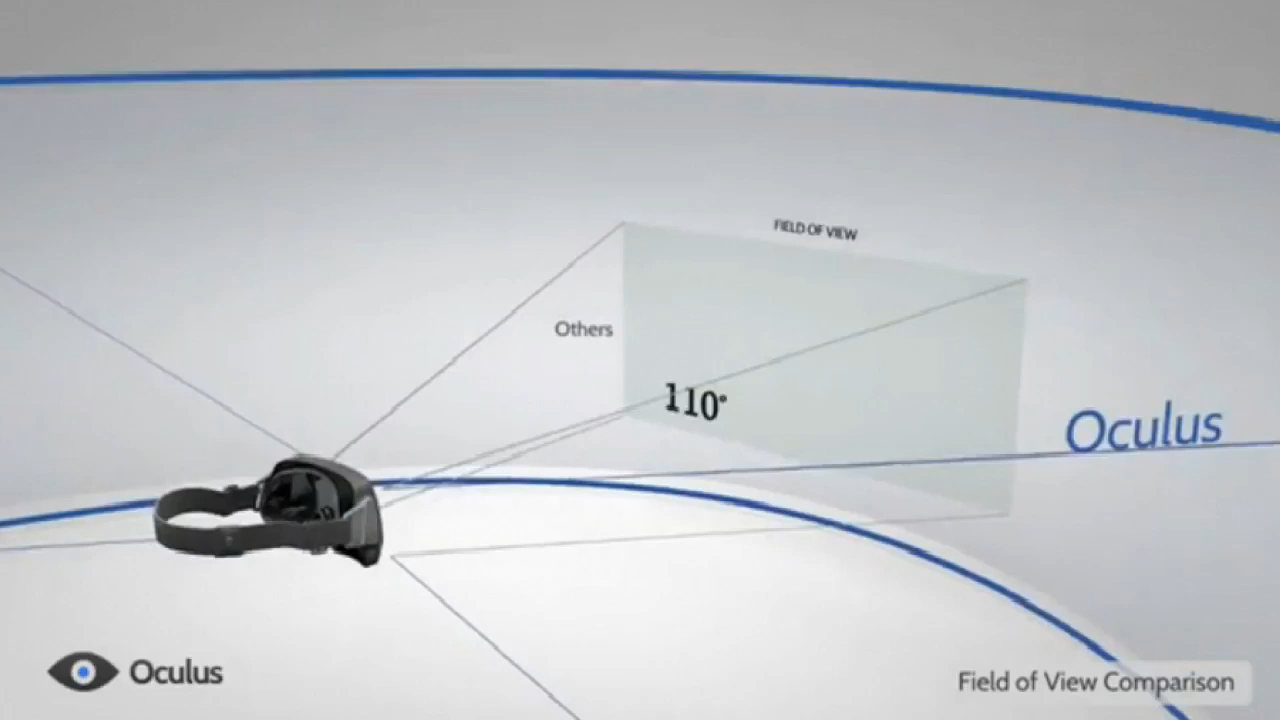 FIELD OF VIEW
Others
110°
Oculus
Oculus
Field of View Comparison